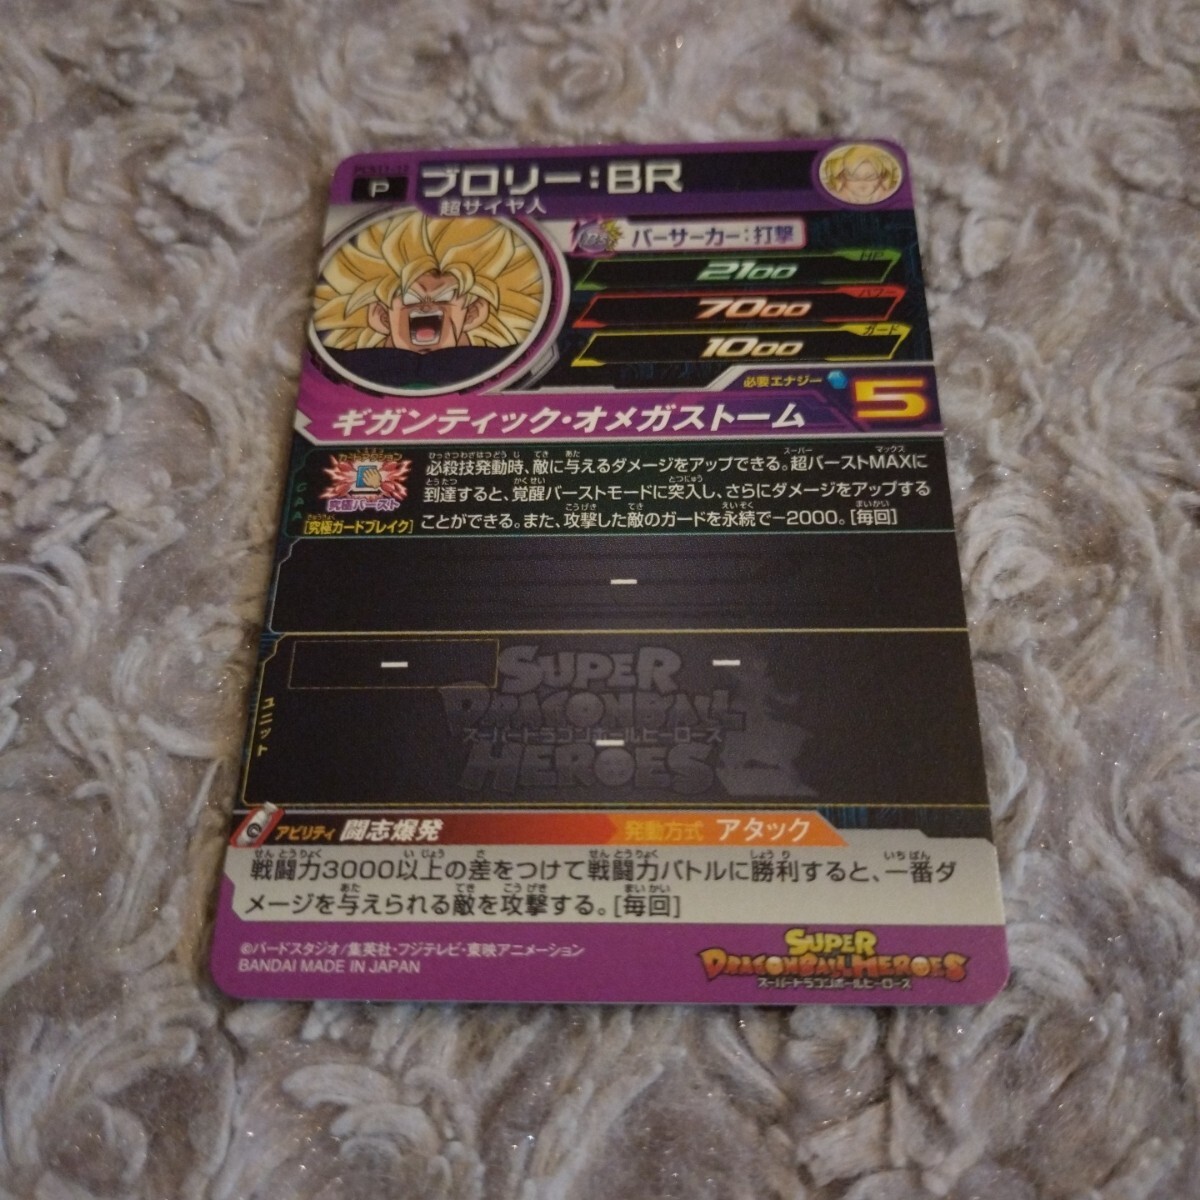 P
ブロリー:BR
超サイヤ人
バーサーカー:打撃
HP
2100
パワー
7000
ガード
1000
必要エナジー
5
ギガンティック・オメガストーム
CAA
究極バースト
[究極ガードブレイク]
必殺技発動時、敵に与えるダメージをアップできる。超バーストMAXに
到達すると、覚醒バーストモードに突入し、さらにダメージをアップする
ことができる。また、攻撃した敵のガードを永続で-2000。[毎回]
ー
ユニット
ー
ー
ー
SUPER
DRAGONBALL
スーパードラゴンボールヒーローズ
HEROES
アビリティ 闘志爆発
発動方式 アタック
戦闘力3000以上の差をつけて戦闘力バトルに勝利すると、一番ダ
メージを与えられる敵を攻撃する。[毎回]
©バードスタジオ/集英社・フジテレビ・東映アニメーション
BANDAI MADE IN JAPAN
SUPER
DRAGONBALL HEROES
スーパードラゴンボールヒーローズ